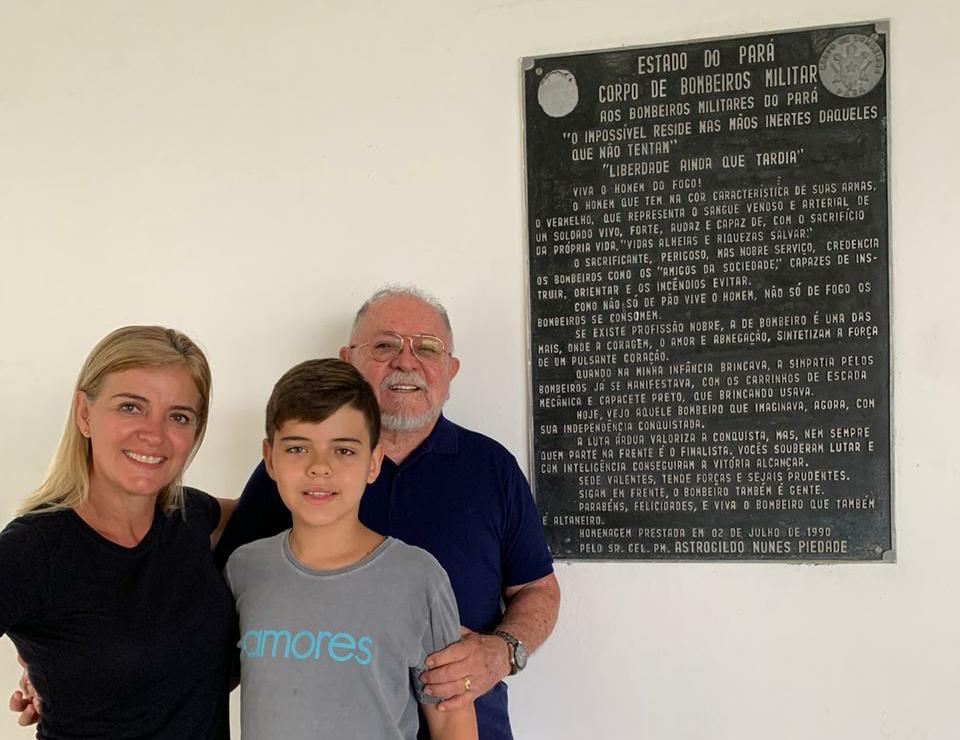 ESTADO DO PARÁ
CORPO DE BOMBEIROS MILITAR
AOS BOMBEIROS MILITARES DO PARÁ
"O IMPOSSÍVEL RESIDE NAS MÃOS INERTES DAQUELES
QUE NÃO TENTAM"
"LIBERDADE AINDA QUE TARDIA"
VIVA O HOMEM DO FOGO!
O HOMEM QUE TEM NA COR CARACTERÍSTICA DE SUAS ARMAS,
O VERMELHO, QUE REPRESENTA O SANGUE VENOSO E ARTERIAL DE
UM SOLDADO VIVO, FORTE, AUDAZ E CAPAZ DE, COM O SACRIFÍCIO
DA PRÓPRIA VIDA, "VIDAS ALHEIAS E RIQUEZAS SALVAR."
O SACRIFICANTE, PERIGOSO, MAS NOBRE SERVIÇO, CREDENCIA
OS BOMBEIROS COMO OS "AMIGOS DA SOCIEDADE," CAPAZES DE INS-
TRUIR, ORIENTAR E OS INCÊNDIOS EVITAR.
COMO NÃO SÓ DE PÃO VIVE O HOMEM, NÃO SÓ DE FOGO OS
BOMBEIROS SE CONSOMEM.
SE EXISTE PROFISSÃO NOBRE, A DE BOMBEIRO É UMA DAS
MAIS, ONDE A CORAGEM, O AMOR E ABNEGAÇÃO, SINTETIZAM A FORÇA
DE UM PULSANTE CORAÇÃO.
QUANDO NA MINHA INFÂNCIA BRINCAVA, A SIMPATIA PELOS
BOMBEIROS JÁ SE MANIFESTAVA, COM OS CARRINHOS DE ESCADA
MECÂNICA E CAPACETE PRETO, QUE BRINCANDO USAVA.
HOJE, VEJO AQUELE BOMBEIRO QUE IMAGINAVA, AGORA, COM
SUA INDEPENDÊNCIA CONQUISTADA.
A LUTA ÁRDUA VALORIZA A CONQUISTA, MAS, NEM SEMPRE
QUEM PARTE NA FRENTE É O FINALISTA. VOCÊS SOUBERAM LUTAR E
COM INTELIGÊNCIA CONSEGUIRAM A VITÓRIA ALCANÇAR.
SEDE VALENTES, TENDE FORÇAS E SEJAIS PRUDENTES.
SIGAM EM FRENTE, O BOMBEIRO TAMBÉM É GENTE.
PARABÉNS, FELICIDADES, E VIVA O BOMBEIRO QUE TAMBÉM
É ALTANEIRO.
HOMENAGEM PRESTADA EM 02 DE JULHO DE 1990
PELO SR. CEL. PM. ASTROGILDO NUNES PIEDADE
amores